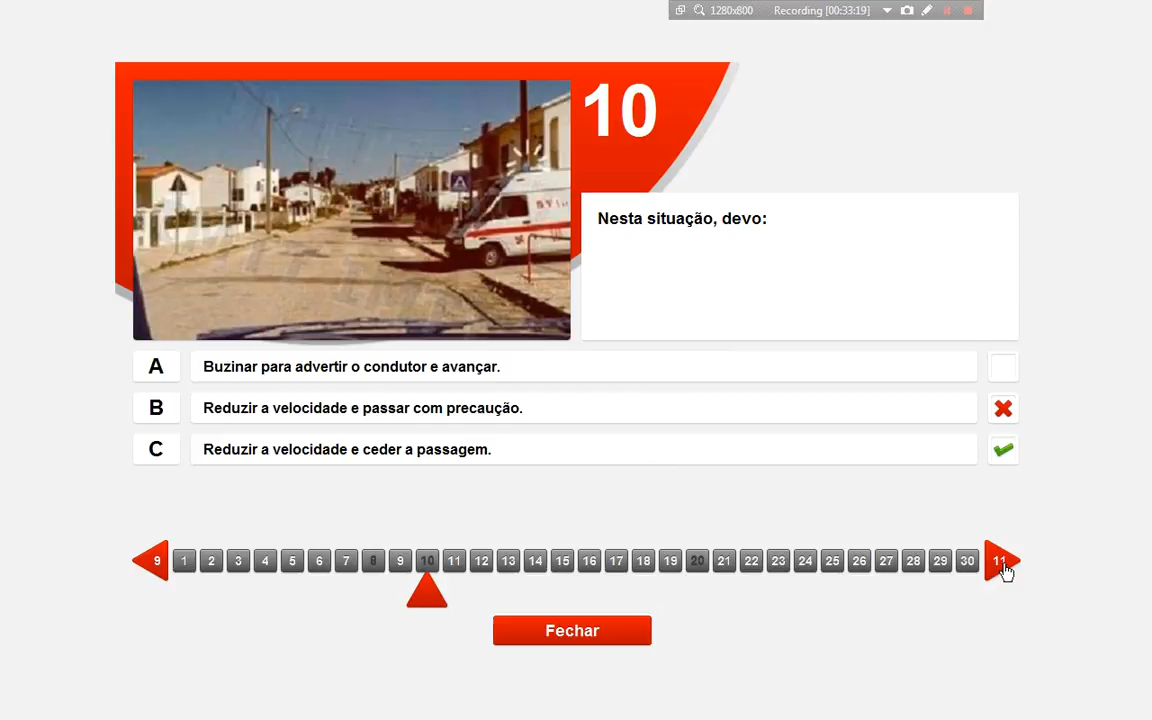 1280x800 Recording [00:33:19]
10
Nesta situação, devo:
A Buzinar para advertir o condutor e avançar.
B Reduzir a velocidade e passar com precaução.
C Reduzir a velocidade e ceder a passagem.
9 1 2 3 4 5 6 7 8 9 10 11 12 13 14 15 16 17 18 19 20 21 22 23 24 25 26 27 28 29 30 11
Fechar